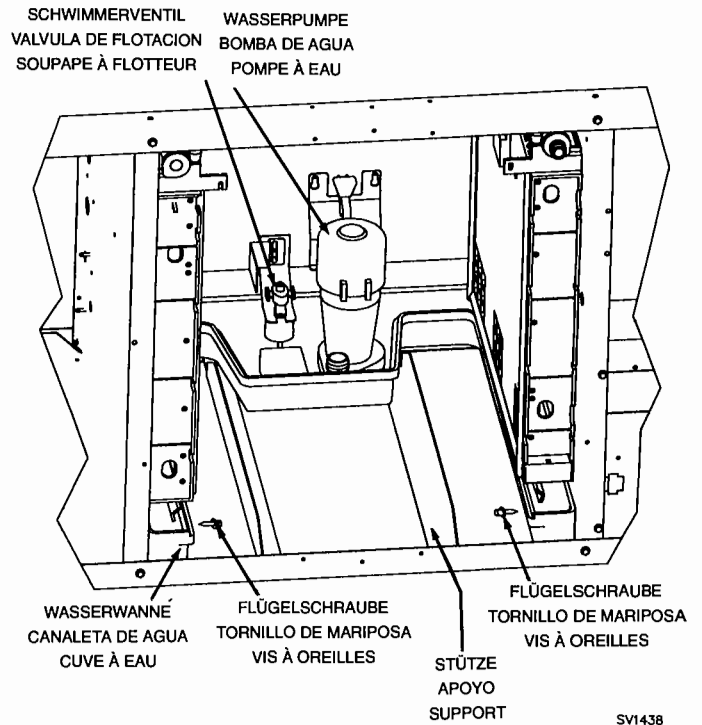 SCHWIMMERVENTIL
VALVULA DE FLOTACION
SOUPAPE À FLOTTEUR
WASSERPUMPE
BOMBA DE AGUA
POMPE À EAU
WASSERWANNE
CANALETA DE AGUA
CUVE À EAU
FLÜGELSCHRAUBE
TORNILLO DE MARIPOSA
VIS À OREILLES
STÜTZE
APOYO
SUPPORT
FLÜGELSCHRAUBE
TORNILLO DE MARIPOSA
VIS À OREILLES
SV1438